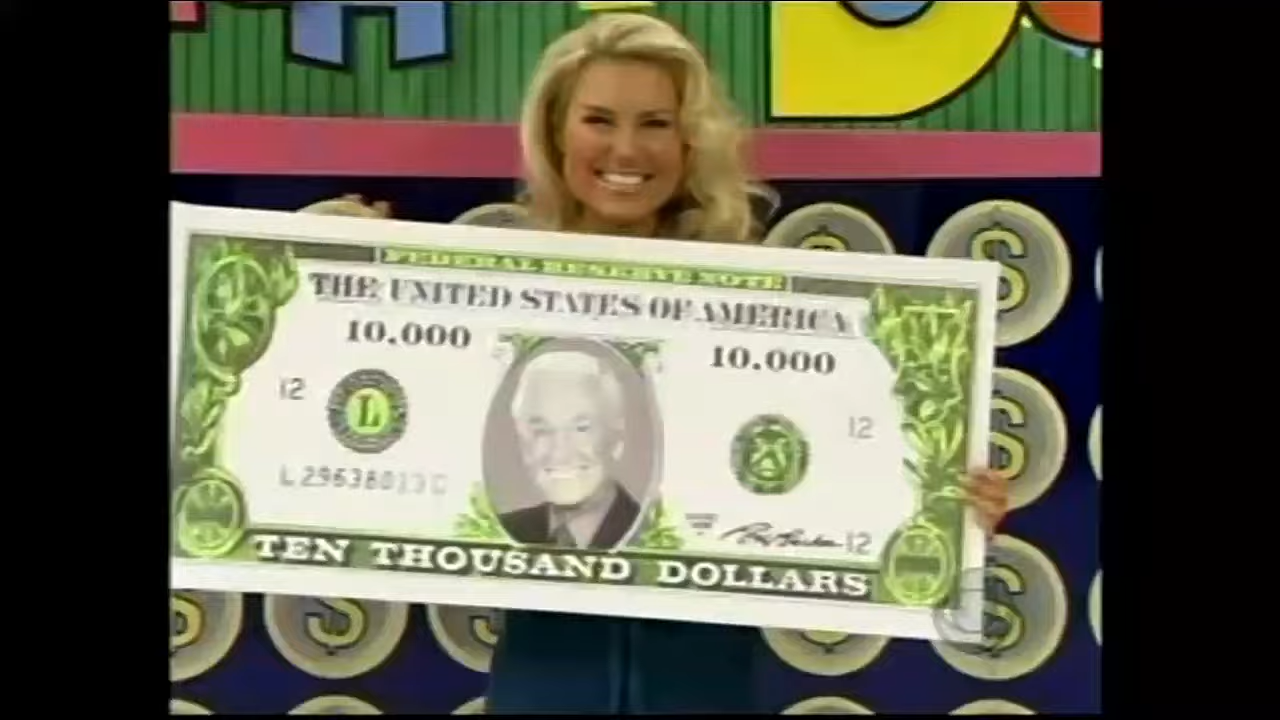 FEDERAL RESERVE NOTE
THE UNITED STATES OF AMERICA
10.000 10.000
12 L 12
L 29638013 C
12
TEN THOUSAND DOLLARS